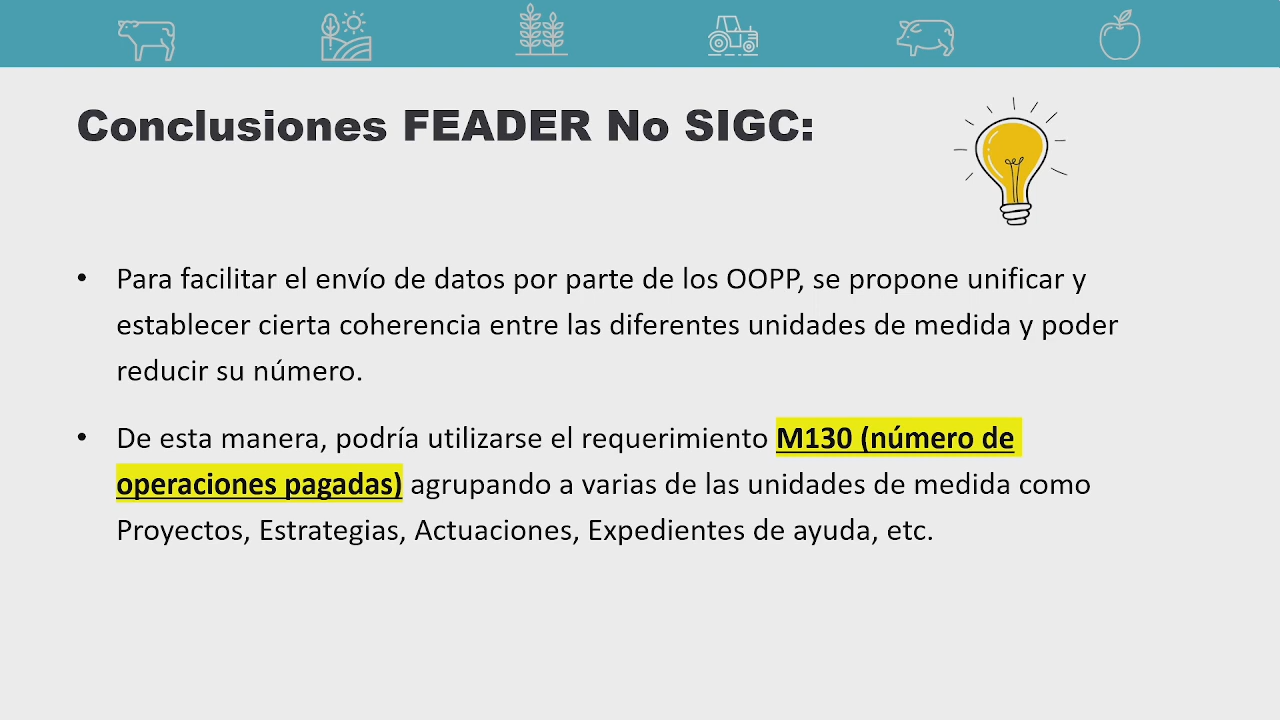 Conclusiones FEADER No SIGC:
• Para facilitar el envío de datos por parte de los OOPP, se propone unificar y
establecer cierta coherencia entre las diferentes unidades de medida y poder
reducir su número.
• De esta manera, podría utilizarse el requerimiento M130 (número de
operaciones pagadas) agrupando a varias de las unidades de medida como
Proyectos, Estrategias, Actuaciones, Expedientes de ayuda, etc.